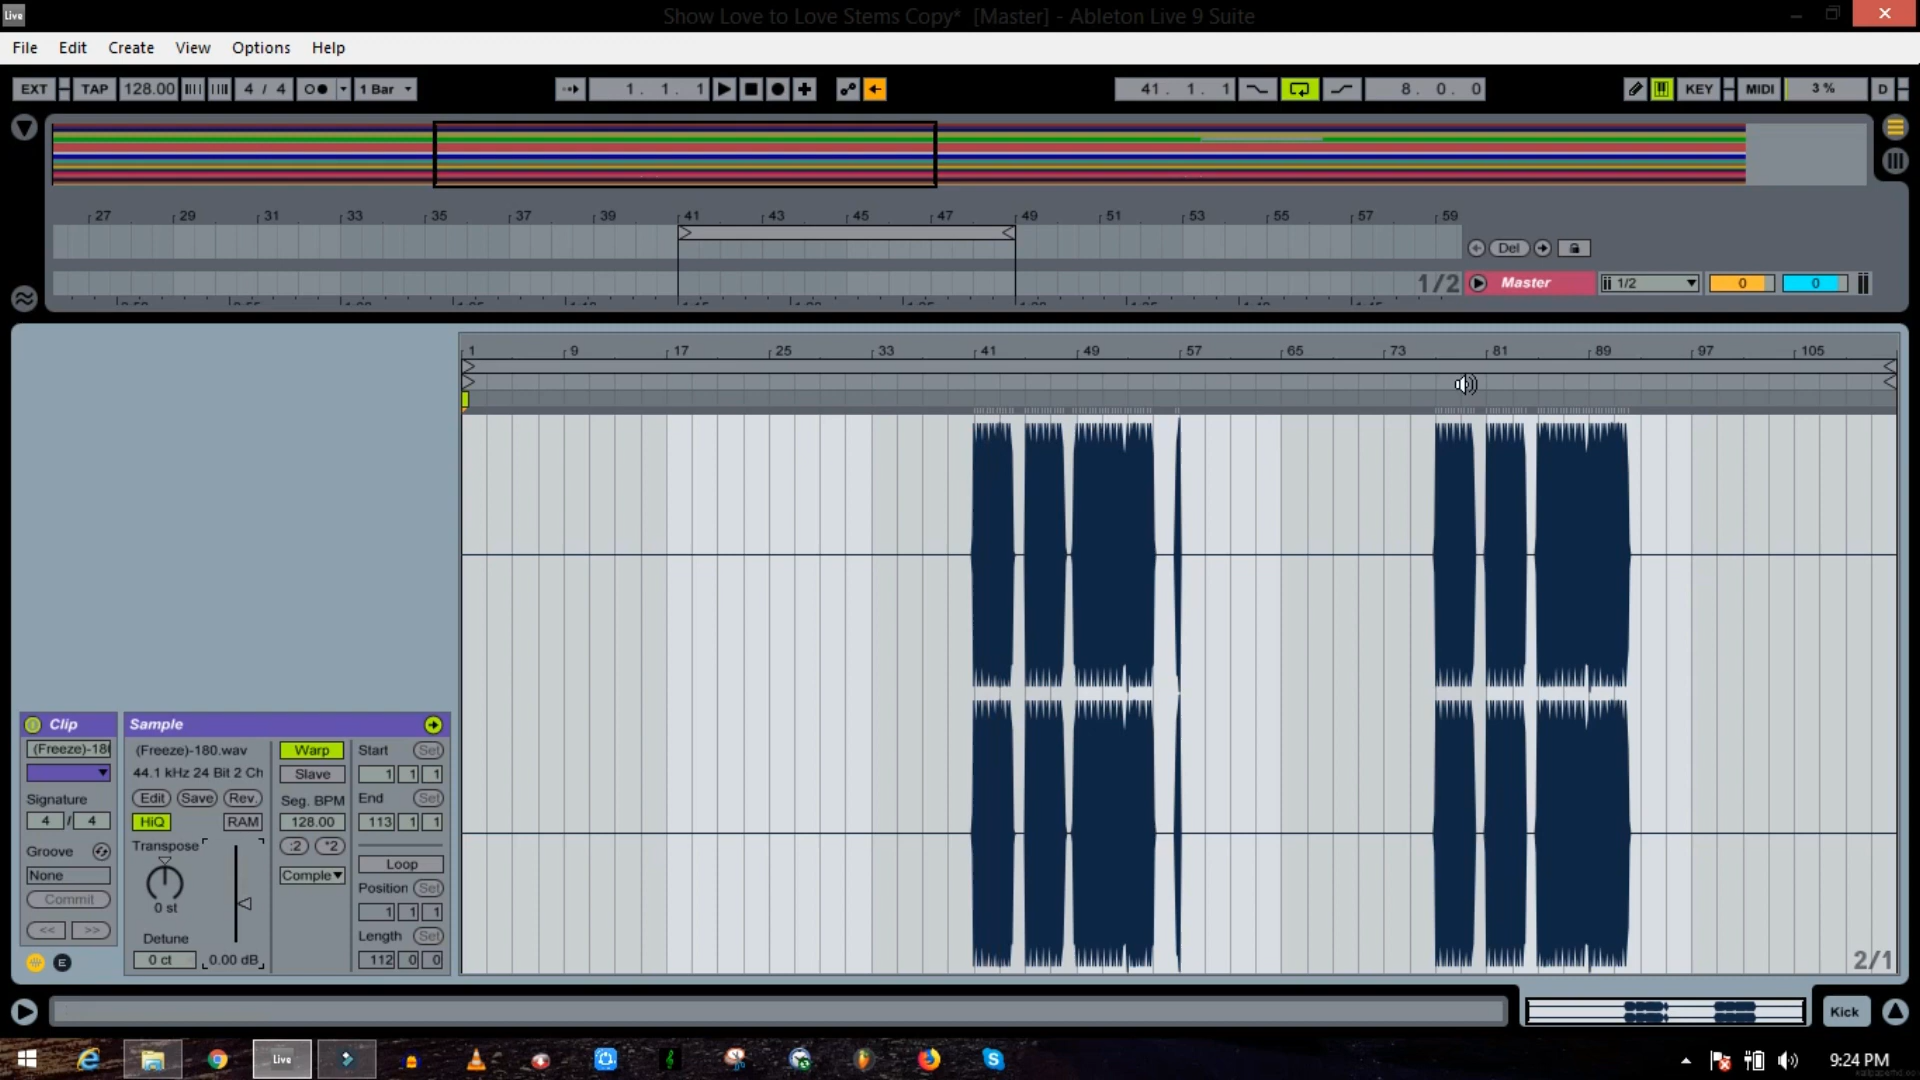 Live Show Love to Love Stems Copy* [Master] - Ableton Live 9 Suite
File Edit Create View Options Help
EXT TAP 128.00 4 / 4 1 Bar 1. 1. 1 41. 1. 1 8. 0. 0 KEY MIDI 3 % D
27 29 31 33 35 37 39 41 43 45 47 49 51 53 55 57 59
Del
1/2 Master 1/2 0 0
1 9 17 25 33 41 49 57 65 73 81 89 97 105
Clip Sample
(Freeze)-18 (Freeze)-180.wav Warp Start Set
44.1 kHz 24 Bit 2 Ch Slave 1 1 1
Signature Edit Save Rev. Seg. BPM End Set
4 / 4 HiQ RAM 128.00 113 1 1
Groove Transpose :2 *2 Loop
None Comple Position Set
Commit 0 st 1 1 1
<< >> Detune Length Set
E 0 ct 0.00 dB 112 0 0
2/1
Kick
Live 9:24 PM